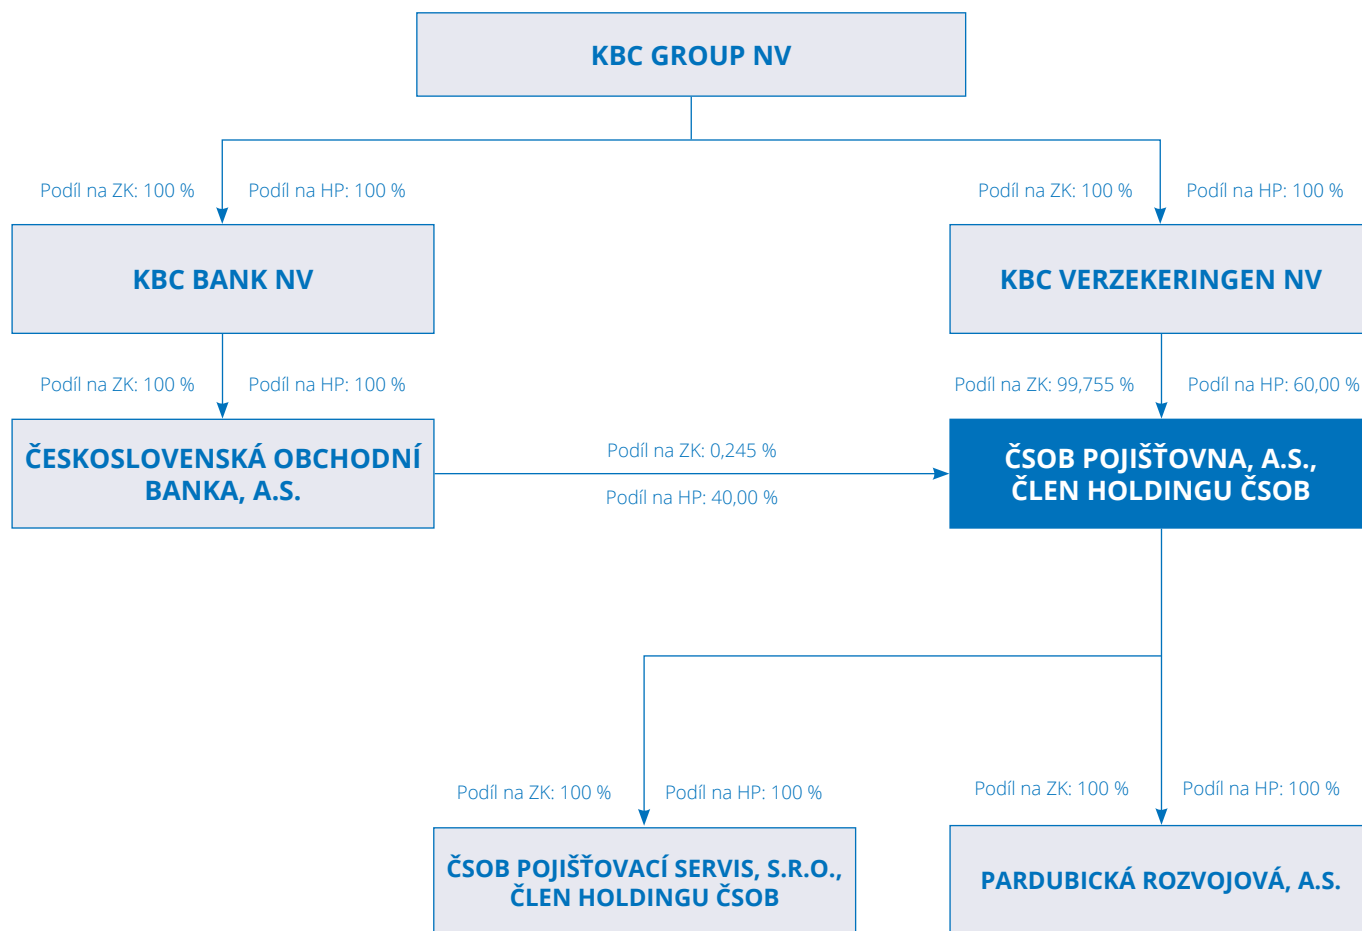 KBC GROUP NV
Podíl na ZK: 100 %
Podíl na HP: 100 %
Podíl na ZK: 100 %
Podíl na HP: 100 %
KBC BANK NV
KBC VERZEKERINGEN NV
Podíl na ZK: 100 %
Podíl na HP: 100 %
Podíl na ZK: 99,755 %
Podíl na HP: 60,00 %
ČESKOSLOVENSKÁ OBCHODNÍ
BANKA, A.S.
Podíl na ZK: 0,245 %
Podíl na HP: 40,00 %
ČSOB POJIŠŤOVNA, A.S.,
ČLEN HOLDINGU ČSOB
Podíl na ZK: 100 %
Podíl na HP: 100 %
Podíl na ZK: 100 %
Podíl na HP: 100 %
ČSOB POJIŠŤOVACÍ SERVIS, S.R.O.,
ČLEN HOLDINGU ČSOB
PARDUBICKÁ ROZVOJOVÁ, A.S.